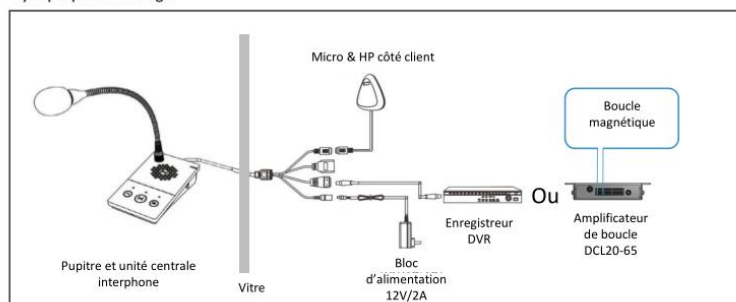 Micro & HP côté client
Boucle
magnétique
Ou
Enregistreur
DVR
Amplificateur
de boucle
DCL20-65
Pupitre et unité centrale
interphone
Vitre
Bloc
d'alimentation
12V/2A